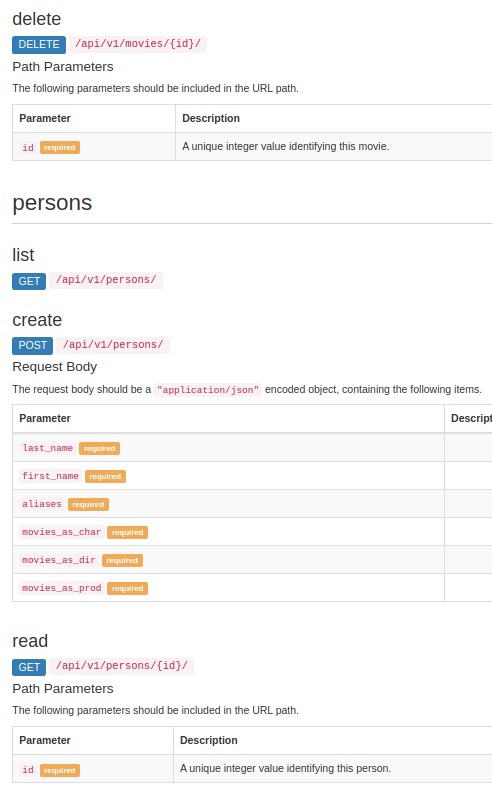 delete
DELETE /api/v1/movies/{id}/
Path Parameters
The following parameters should be included in the URL path.
Parameter Description
id required A unique integer value identifying this movie.
persons
list
GET /api/v1/persons/
create
POST /api/v1/persons/
Request Body
The request body should be a "application/json" encoded object, containing the following items.
Parameter Descript
last_name required
first_name required
aliases required
movies_as_char required
movies_as_dir required
movies_as_prod required
read
GET /api/v1/persons/{id}/
Path Parameters
The following parameters should be included in the URL path.
Parameter Description
id required A unique integer value identifying this person.